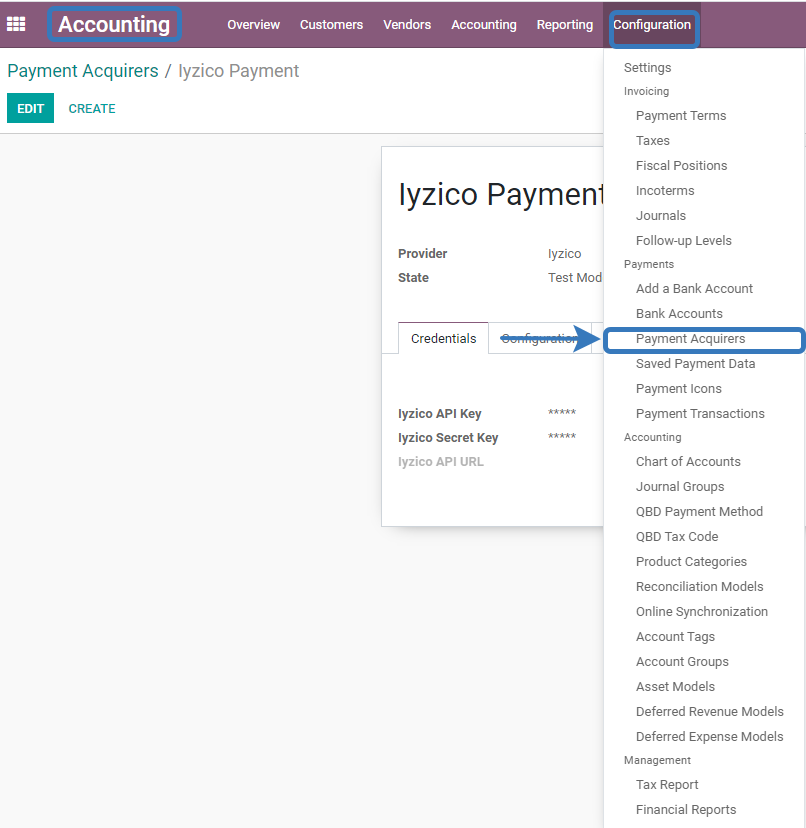 Accounting Overview Customers Vendors Accounting Reporting Configuration
Payment Acquirers / Iyzico Payment
EDIT CREATE
Iyzico Payment
Provider Iyzico
State Test Mod
Credentials Configuration
Iyzico API Key *****
Iyzico Secret Key *****
Iyzico API URL
Settings
Invoicing
Payment Terms
Taxes
Fiscal Positions
Incoterms
Journals
Follow-up Levels
Payments
Add a Bank Account
Bank Accounts
Payment Acquirers
Saved Payment Data
Payment Icons
Payment Transactions
Accounting
Chart of Accounts
Journal Groups
QBD Payment Method
QBD Tax Code
Product Categories
Reconciliation Models
Online Synchronization
Account Tags
Account Groups
Asset Models
Deferred Revenue Models
Deferred Expense Models
Management
Tax Report
Financial Reports